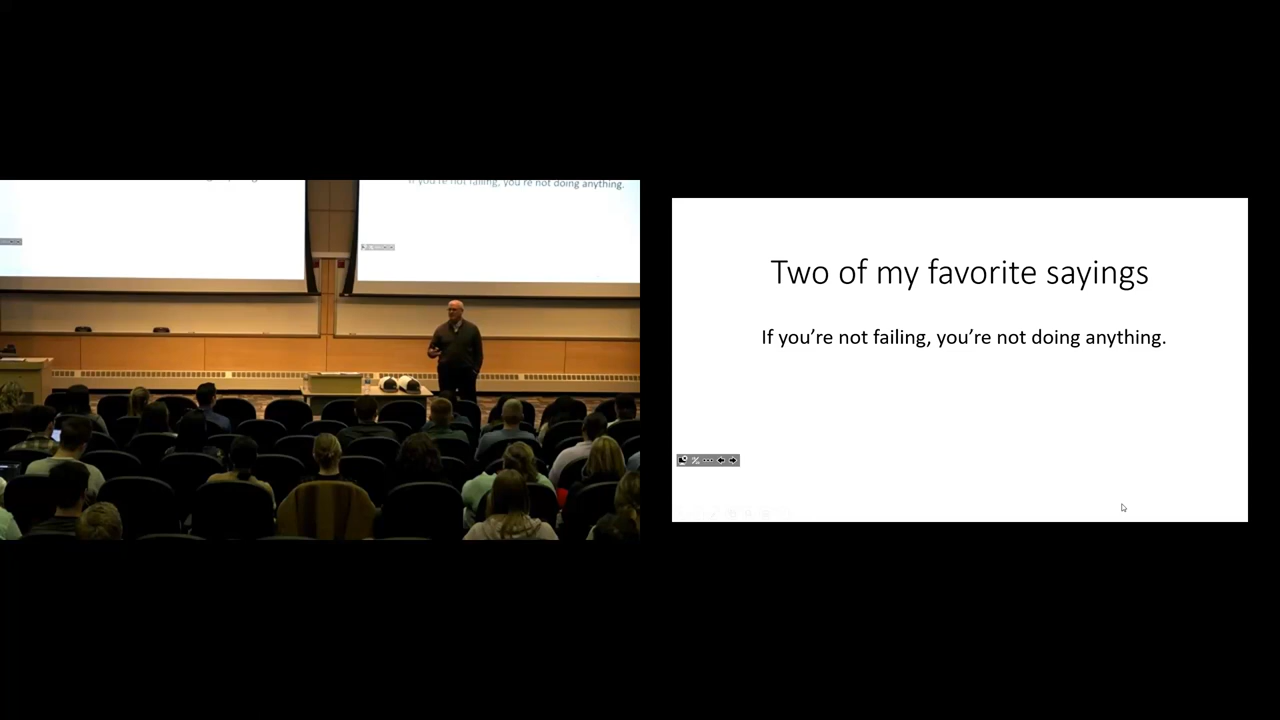 If you're not failing, you're not doing anything.
Two of my favorite sayings
If you’re not failing, you’re not doing anything.